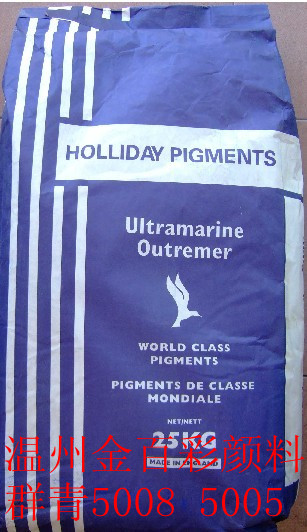 HOLLIDAY PIGMENTS
Ultramarine
Outremer
WORLD CLASS
PIGMENTS
PIGMENTS DE CLASSE
MONDIALE
NET/NETT
25KG
MADE IN ENGLAND
温州金百彩颜料
群青5008 5005